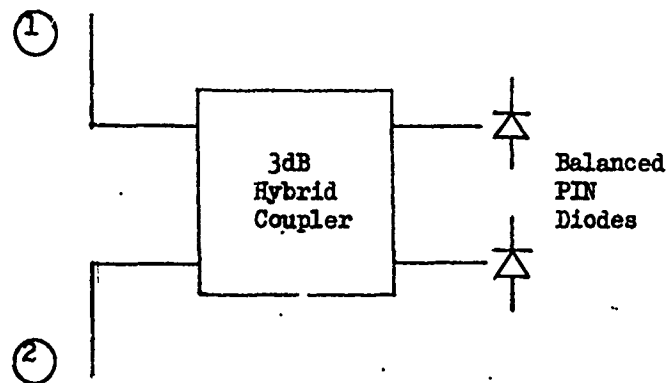 1
3dB
Hybrid
Coupler
Balanced
PIN
Diodes
2